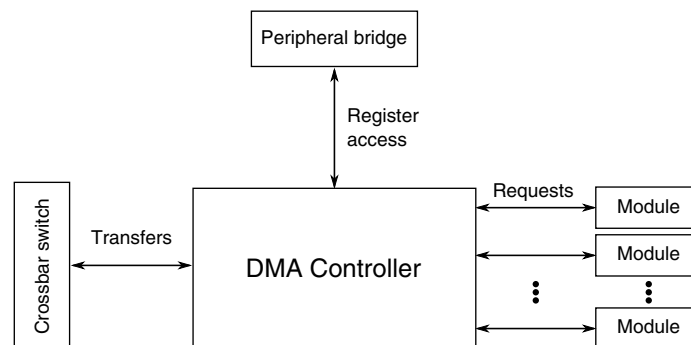 Peripheral bridge
Register
access
Crossbar switch
Transfers
DMA Controller
Requests
Module
Module
Module